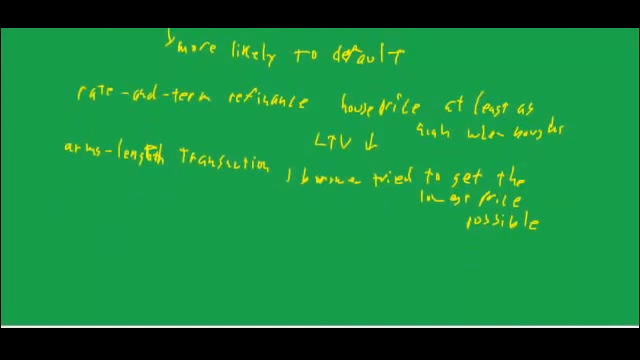 more likely to default
rate-and-term refinance house price at least as
high when bought
LTV ↓
arms-length transaction borrower tried to get the
lowest price
possible